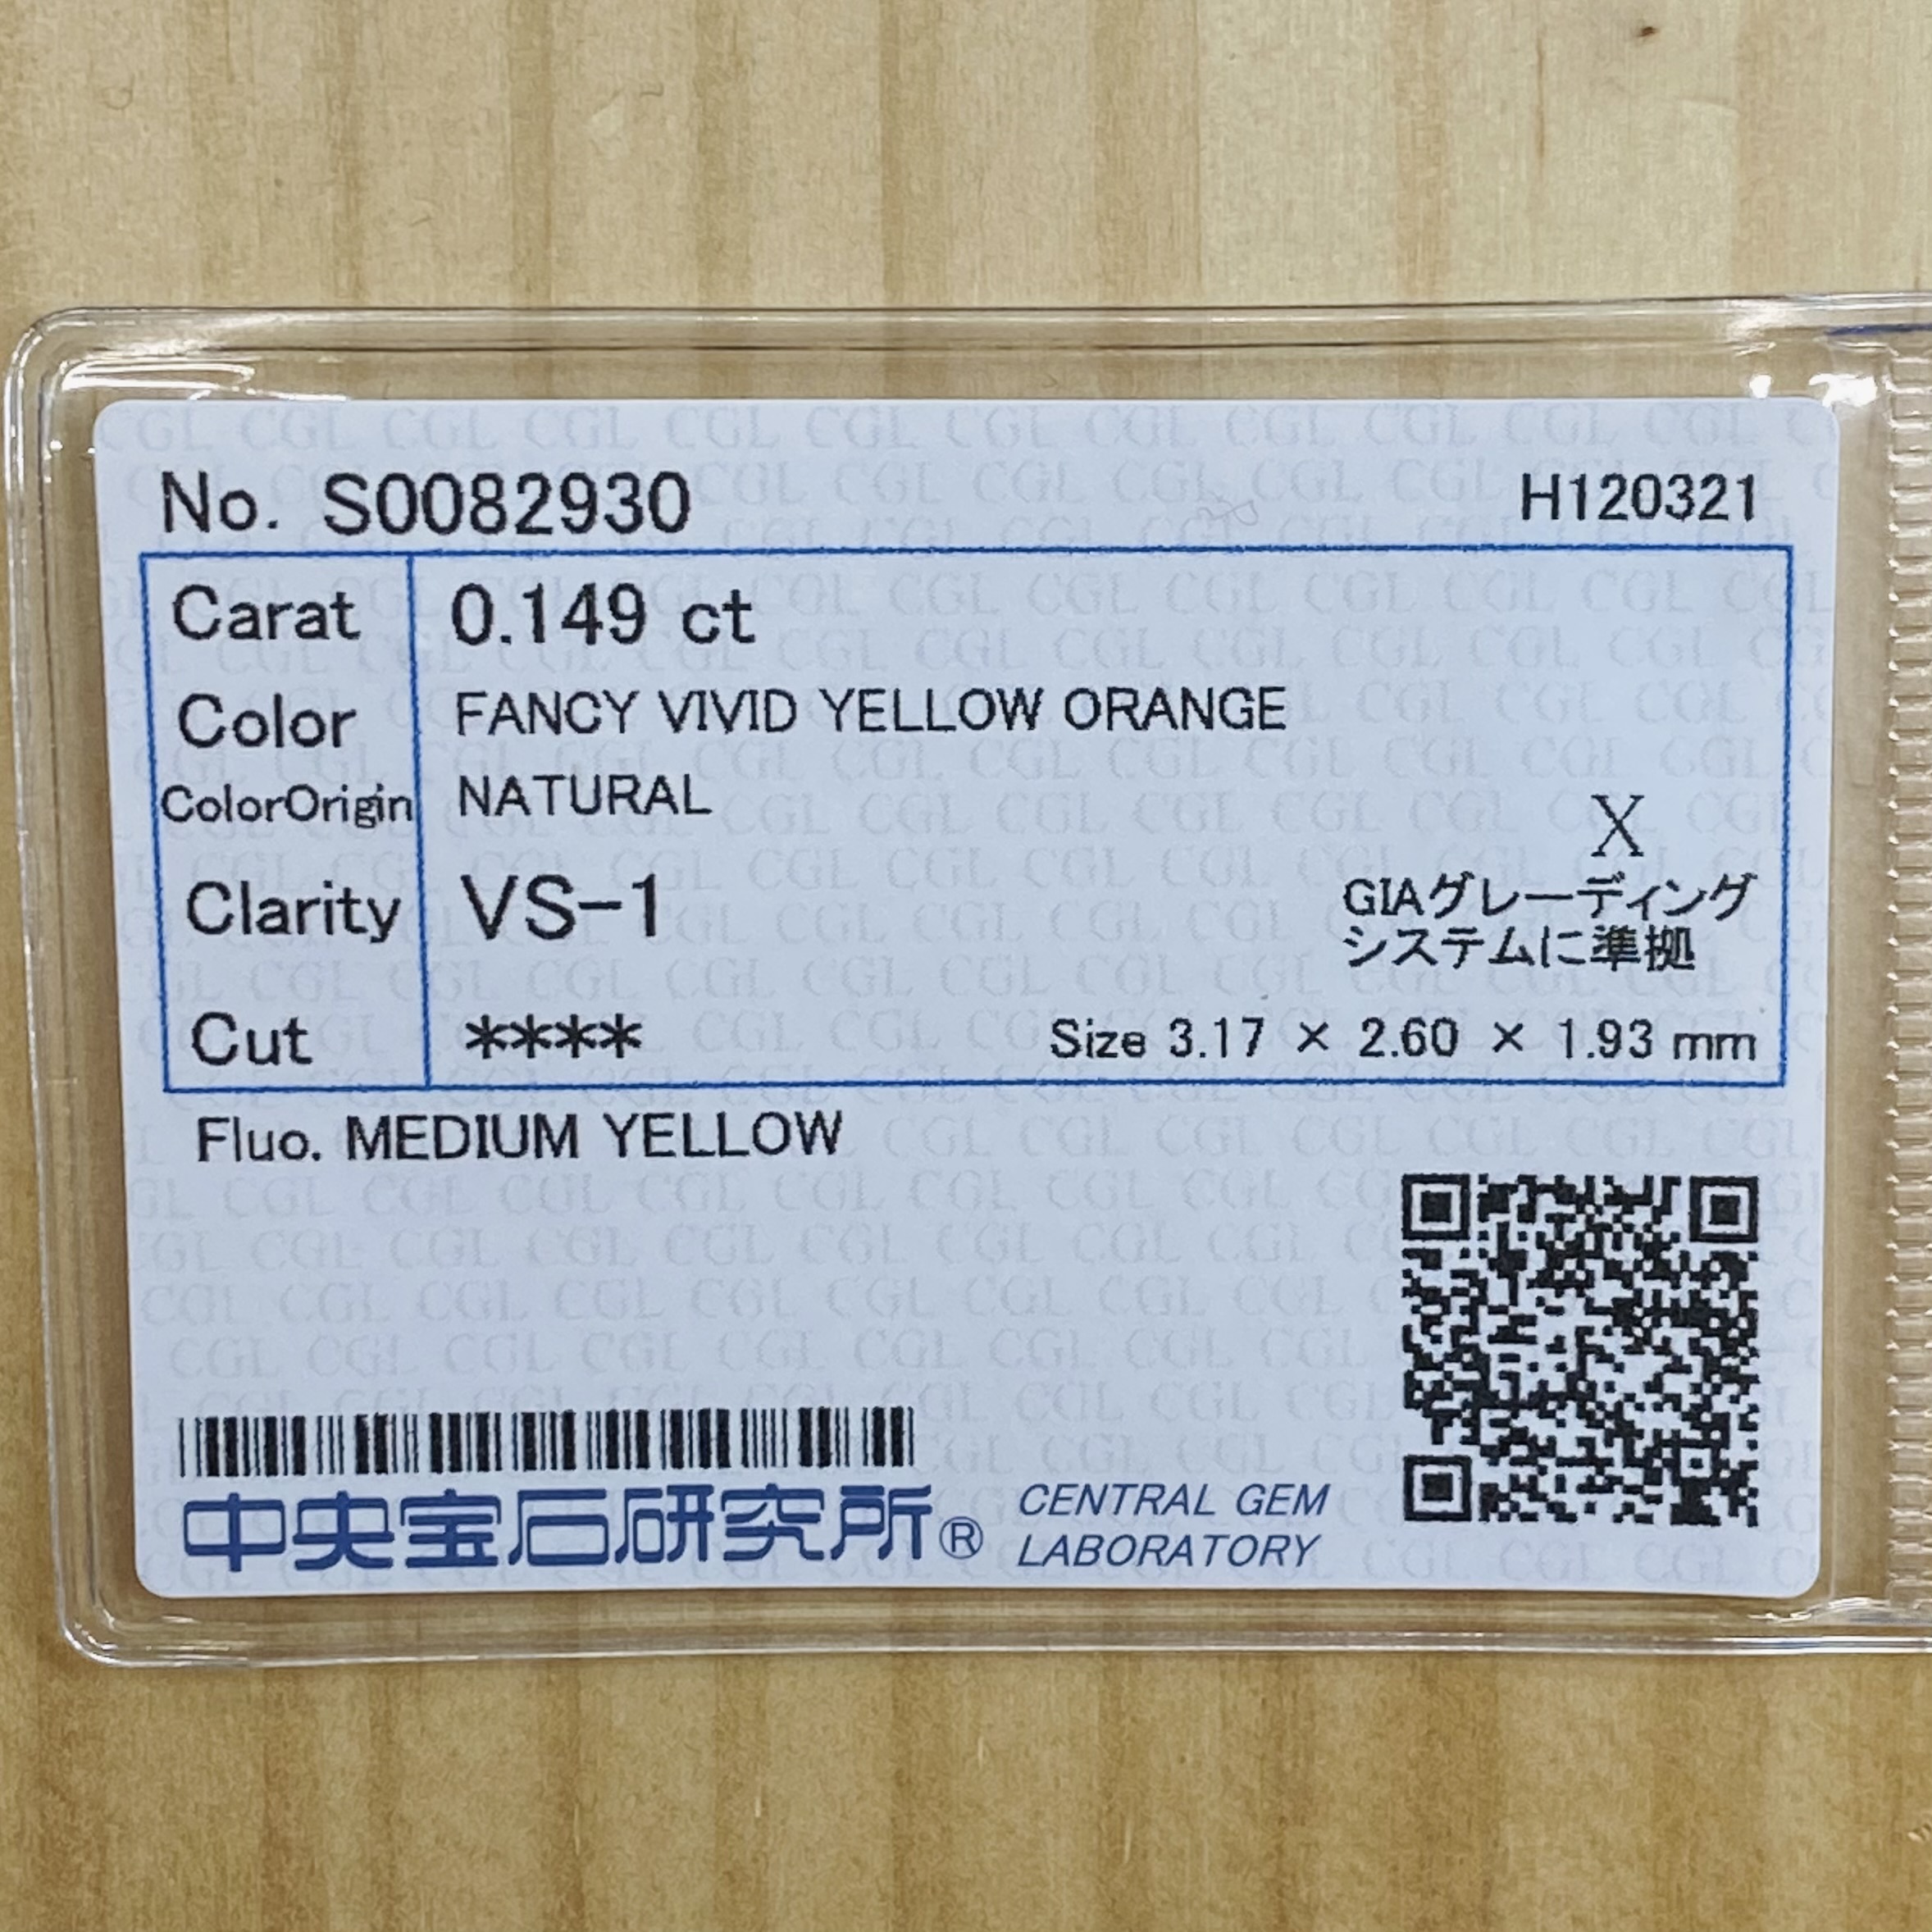 No. S0082930 H120321
Carat 0.149 ct
Color FANCY VIVID YELLOW ORANGE
ColorOrigin NATURAL
X
Clarity VS-1
GIAグレーディング
システムに準拠
Cut **** Size 3.17 × 2.60 × 1.93 mm
Fluo. MEDIUM YELLOW
中央宝石研究所® CENTRAL GEM
LABORATORY